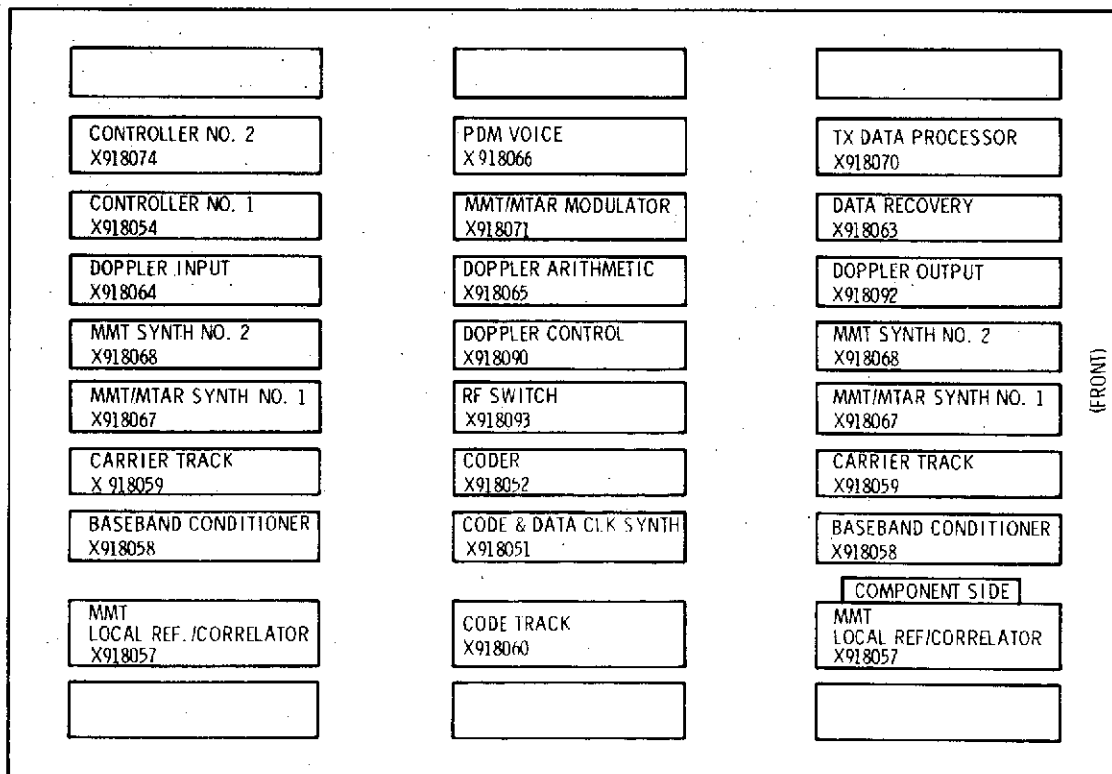 CONTROLLER NO. 2
X918074
CONTROLLER NO. 1
X918054
DOPPLER INPUT
X918064
MMT SYNTH NO. 2
X918068
MMT/MTAR SYNTH NO. 1
X918067
CARRIER TRACK
X 918059
BASEBAND CONDITIONER
X918058
MMT
LOCAL REF./CORRELATOR
X918057
PDM VOICE
X 918066
MMT/MTAR MODULATOR
X918071
DOPPLER ARITHMETIC
X918065
DOPPLER CONTROL
X918090
RF SWITCH
X918093
CODER
X918052
CODE & DATA CLK SYNTH
X918051
CODE TRACK
X918060
TX DATA PROCESSOR
X918070
DATA RECOVERY
X918063
DOPPLER OUTPUT
X918092
MMT SYNTH NO. 2
X918068
MMT/MTAR SYNTH NO. 1
X918067
CARRIER TRACK
X918059
BASEBAND CONDITIONER
X918058
COMPONENT SIDE
MMT
LOCAL REF/CORRELATOR
X918057
(FRONT)